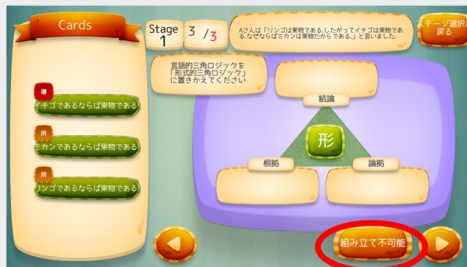 Cards
Stage
1
3 /3
Aさんは「リンゴは果物である,したがってイチゴは果物であ
る,なぜならミカンは果物だからである.」と言いました.
ステージ選択に
戻る
言語的三角ロジックを
「形式的三角ロジック」
に置きかえてください
結論
導
イチゴであるならば果物である
形
所
ミカンであるならば果物である
根拠
論拠
所
リンゴであるならば果物である
組み立て不可能